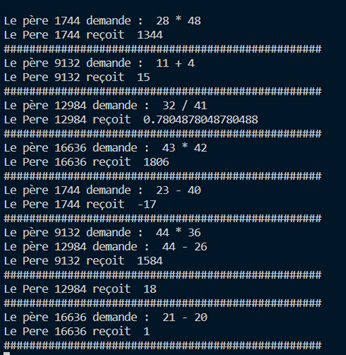 Le père 1744 demande :  28 * 48
Le Pere 1744 reçoit  1344
##################################################
Le père 9132 demande :  11 + 4
Le Pere 9132 reçoit  15
##################################################
Le père 12984 demande :  32 / 41
Le Pere 12984 reçoit  0.7804878048780488
##################################################
Le père 16636 demande :  43 * 42
Le Pere 16636 reçoit  1806
##################################################
Le père 1744 demande :  23 - 40
Le Pere 1744 reçoit  -17
##################################################
Le père 9132 demande :  44 * 36
Le père 12984 demande :  44 - 26
Le Pere 9132 reçoit  1584
##################################################
Le Pere 12984 reçoit  18
##################################################
Le père 16636 demande :  21 - 20
Le Pere 16636 reçoit  1
##################################################